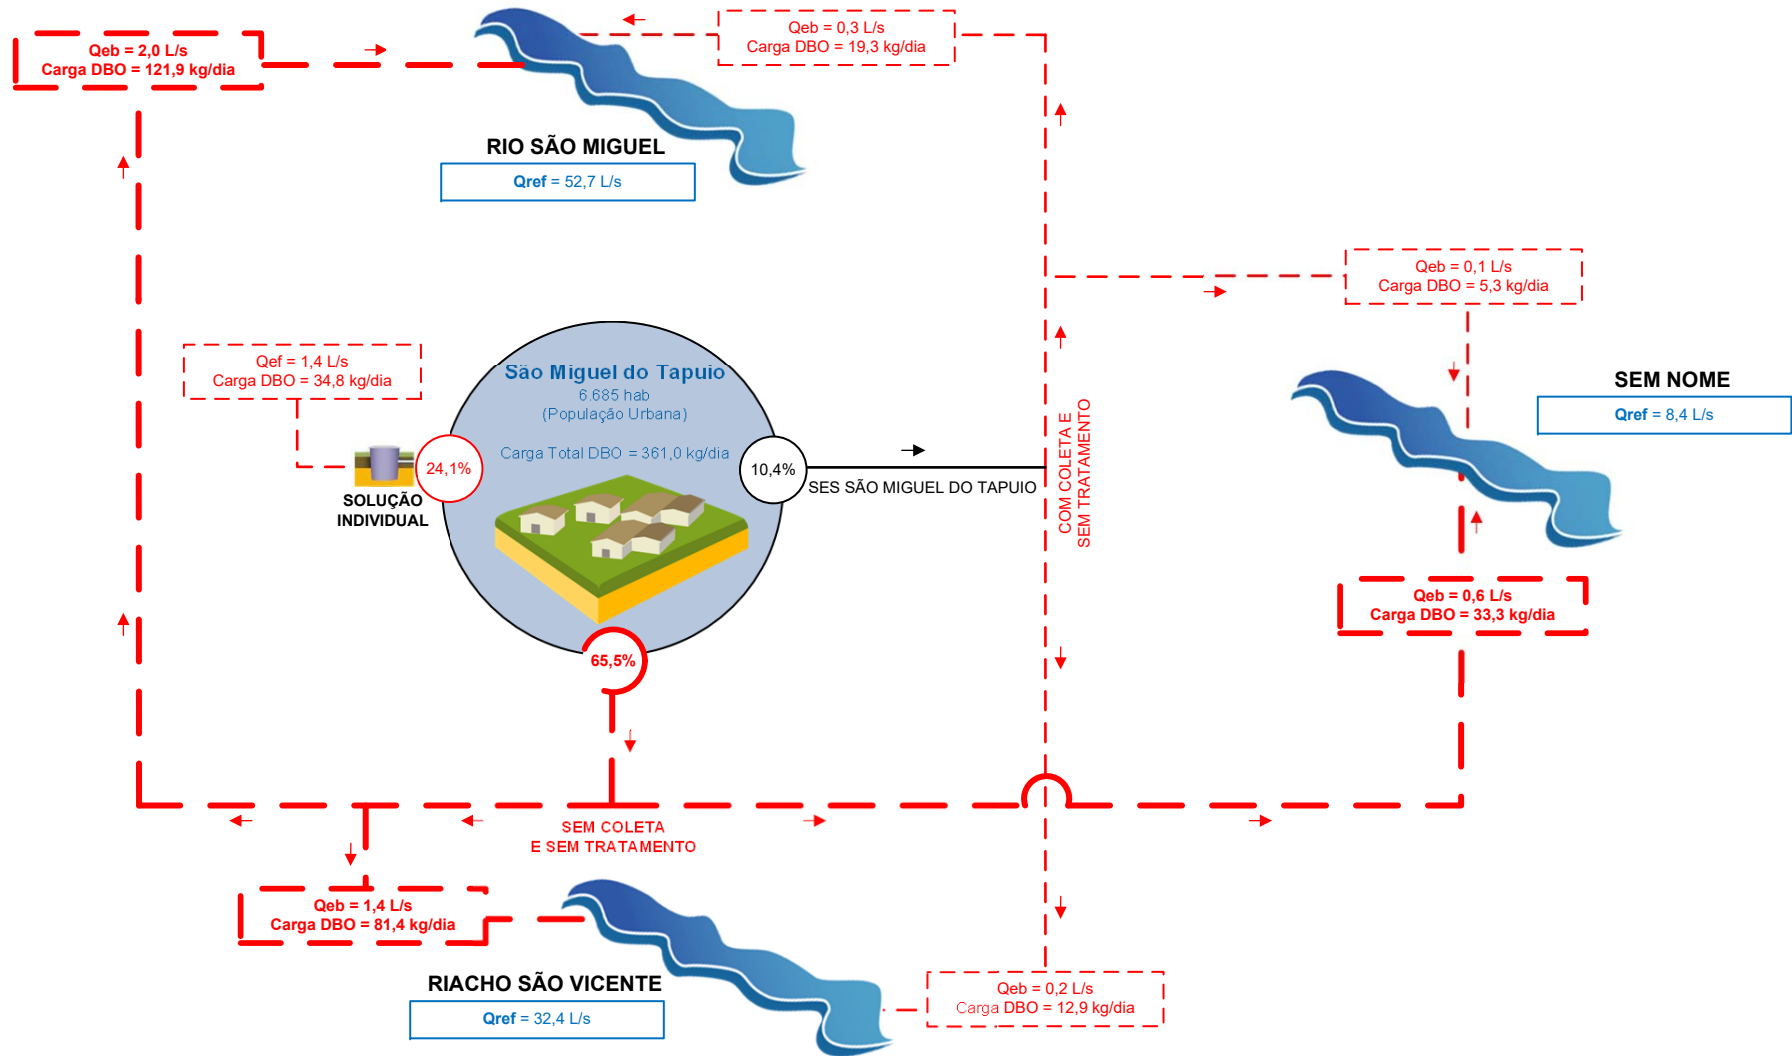 Qeb = 2,0 L/s
Carga DBO = 121,9 kg/dia
Qeb = 0,3 L/s
Carga DBO = 19,3 kg/dia
RIO SÃO MIGUEL
Qref = 52,7 L/s
Qeb = 0,1 L/s
Carga DBO = 5,3 kg/dia
Qef = 1,4 L/s
Carga DBO = 34,8 kg/dia
São Miguel do Tapuio
6.685 hab
(População Urbana)
Carga Total DBO = 361,0 kg/dia
24,1%
10,4%
SOLUÇÃO
INDIVIDUAL
SES SÃO MIGUEL DO TAPUIO
COM COLETA E
SEM TRATAMENTO
SEM NOME
Qref = 8,4 L/s
Qeb = 0,6 L/s
Carga DBO = 33,3 kg/dia
65,5%
SEM COLETA
E SEM TRATAMENTO
Qeb = 1,4 L/s
Carga DBO = 81,4 kg/dia
RIACHO SÃO VICENTE
Qref = 32,4 L/s
Qeb = 0,2 L/s
Carga DBO = 12,9 kg/dia